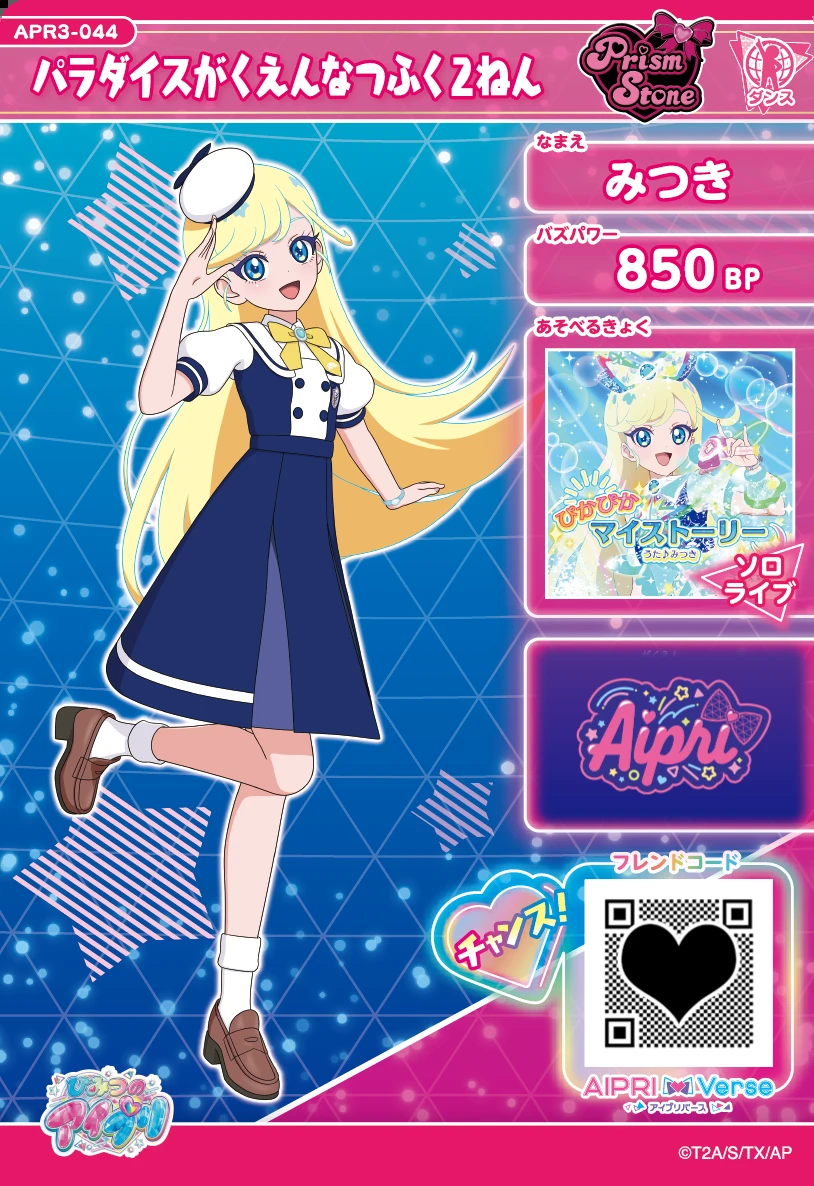 APR3-044
パラダイスがくえんなつふく2ねん
Prism
Stone
ダンス
なまえ
みつき
バズパワー
850 BP
あそべるきょく
ぴかぴか
マイストーリー
うた♪みつき
ソロ
ライブ
Aipri
フレンドコード
チャンス!
AIPRI Verse
アイプリバース
ひみつの
アイプリ
©T2A/S/TX/AP